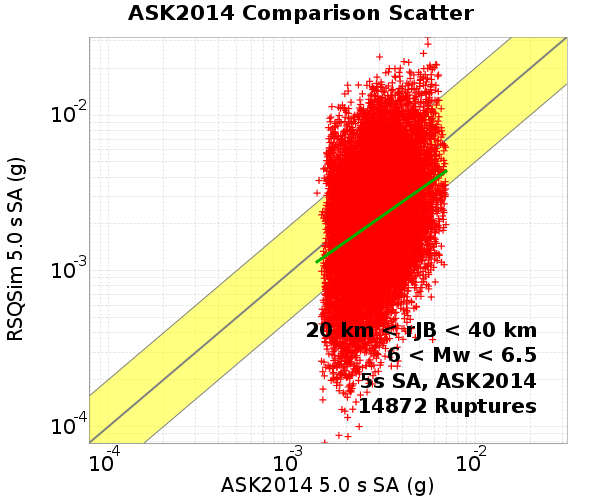 ASK2014 Comparison Scatter
RSQSim 5.0 s SA (g)
10-2
10-3
10-4
20 km < rJB < 40 km
6 < Mw < 6.5
5s SA, ASK2014
14872 Ruptures
10-4 10-3 10-2
ASK2014 5.0 s SA (g)